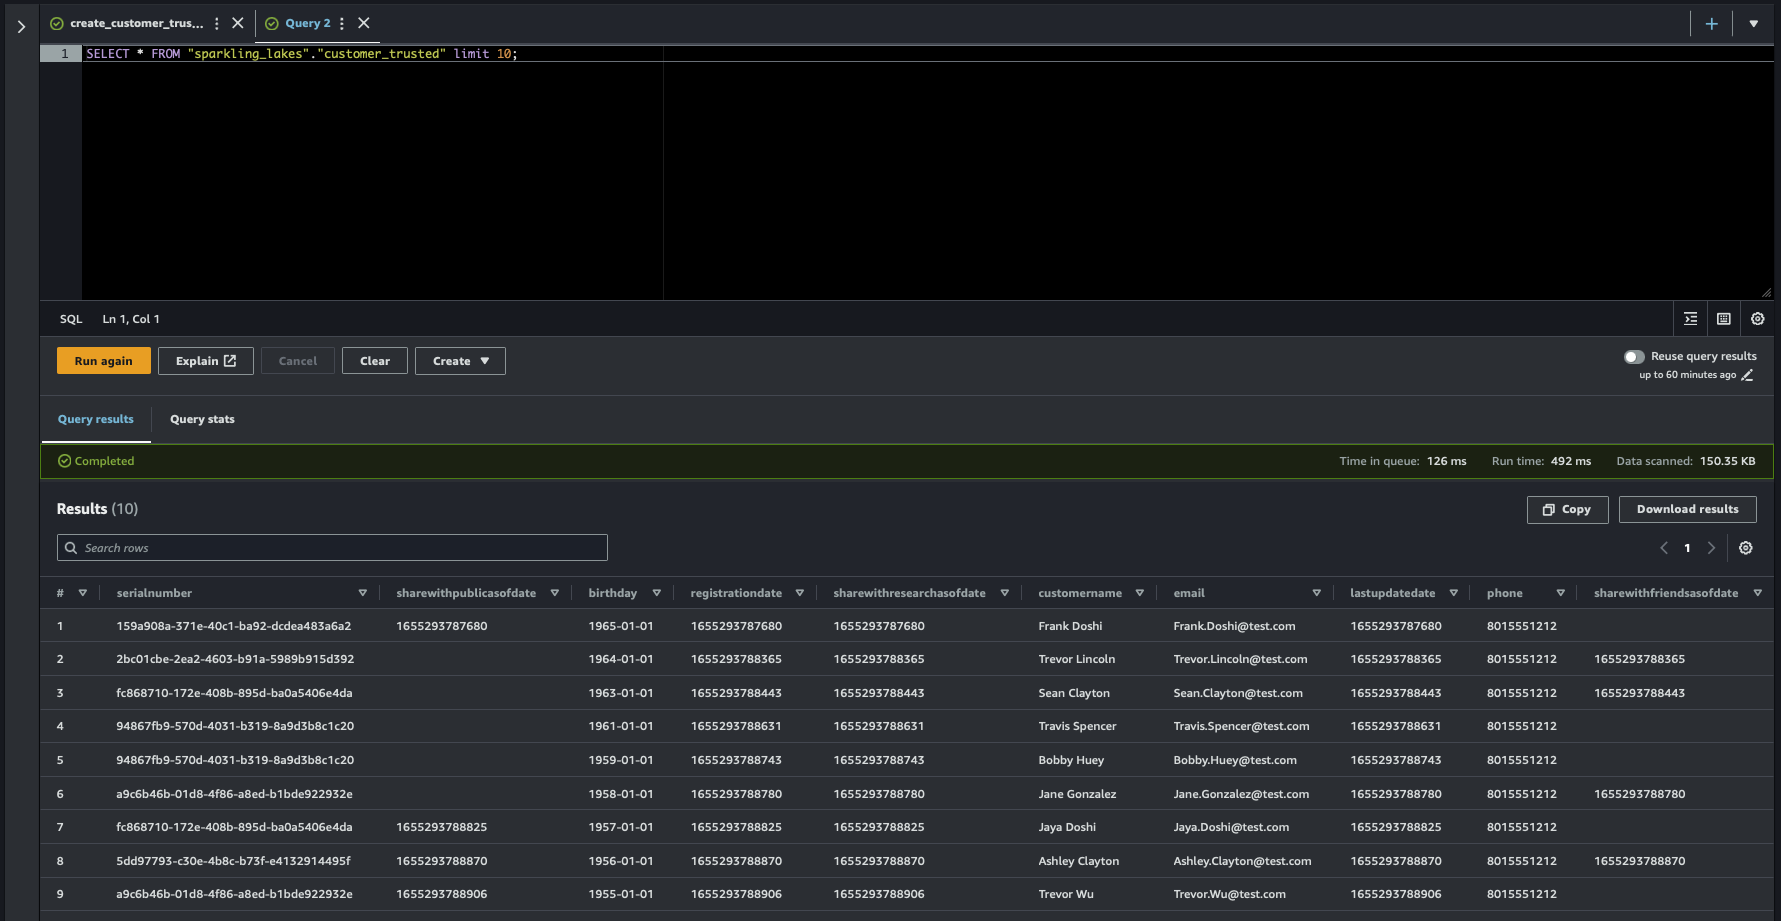 create_customer_trus... Query 2
1 SELECT * FROM "sparkling_lakes"."customer_trusted" limit 10;
SQL Ln 1, Col 1
Run again Explain Cancel Clear Create Reuse query results
up to 60 minutes ago
Query results Query stats
Completed Time in queue: 126 ms Run time: 492 ms Data scanned: 150.35 KB
Results (10) Copy Download results
Search rows 1
# serialnumber sharewithpublicasofdate birthday registrationdate sharewithresearchasofdate customername email lastupdatedate phone sharewithfriendsasofdate
1 159a908a-371e-40c1-ba92-dcdea483a6a2 1655293787680 1965-01-01 1655293787680 1655293787680 Frank Doshi Frank.Doshi@test.com 1655293787680 8015551212
2 2bc01cbe-2ea2-4603-b91a-5989b915d392 1964-01-01 1655293788365 1655293788365 Trevor Lincoln Trevor.Lincoln@test.com 1655293788365 8015551212 1655293788365
3 fc868710-172e-408b-895d-ba0a5406e4da 1963-01-01 1655293788443 1655293788443 Sean Clayton Sean.Clayton@test.com 1655293788443 8015551212 1655293788443
4 94867fb9-570d-4031-b319-8a9d3b8c1c20 1961-01-01 1655293788631 1655293788631 Travis Spencer Travis.Spencer@test.com 1655293788631 8015551212
5 94867fb9-570d-4031-b319-8a9d3b8c1c20 1959-01-01 1655293788743 1655293788743 Bobby Huey Bobby.Huey@test.com 1655293788743 8015551212
6 a9c6b46b-01d8-4f86-a8ed-b1bde922932e 1958-01-01 1655293788780 1655293788780 Jane Gonzalez Jane.Gonzalez@test.com 1655293788780 8015551212 1655293788780
7 fc868710-172e-408b-895d-ba0a5406e4da 1655293788825 1957-01-01 1655293788825 1655293788825 Jaya Doshi Jaya.Doshi@test.com 1655293788825 8015551212
8 5dd97793-c30e-4b8c-b73f-e4132914495f 1655293788870 1956-01-01 1655293788870 1655293788870 Ashley Clayton Ashley.Clayton@test.com 1655293788870 8015551212 1655293788870
9 a9c6b46b-01d8-4f86-a8ed-b1bde922932e 1655293788906 1955-01-01 1655293788906 1655293788906 Trevor Wu Trevor.Wu@test.com 1655293788906 8015551212